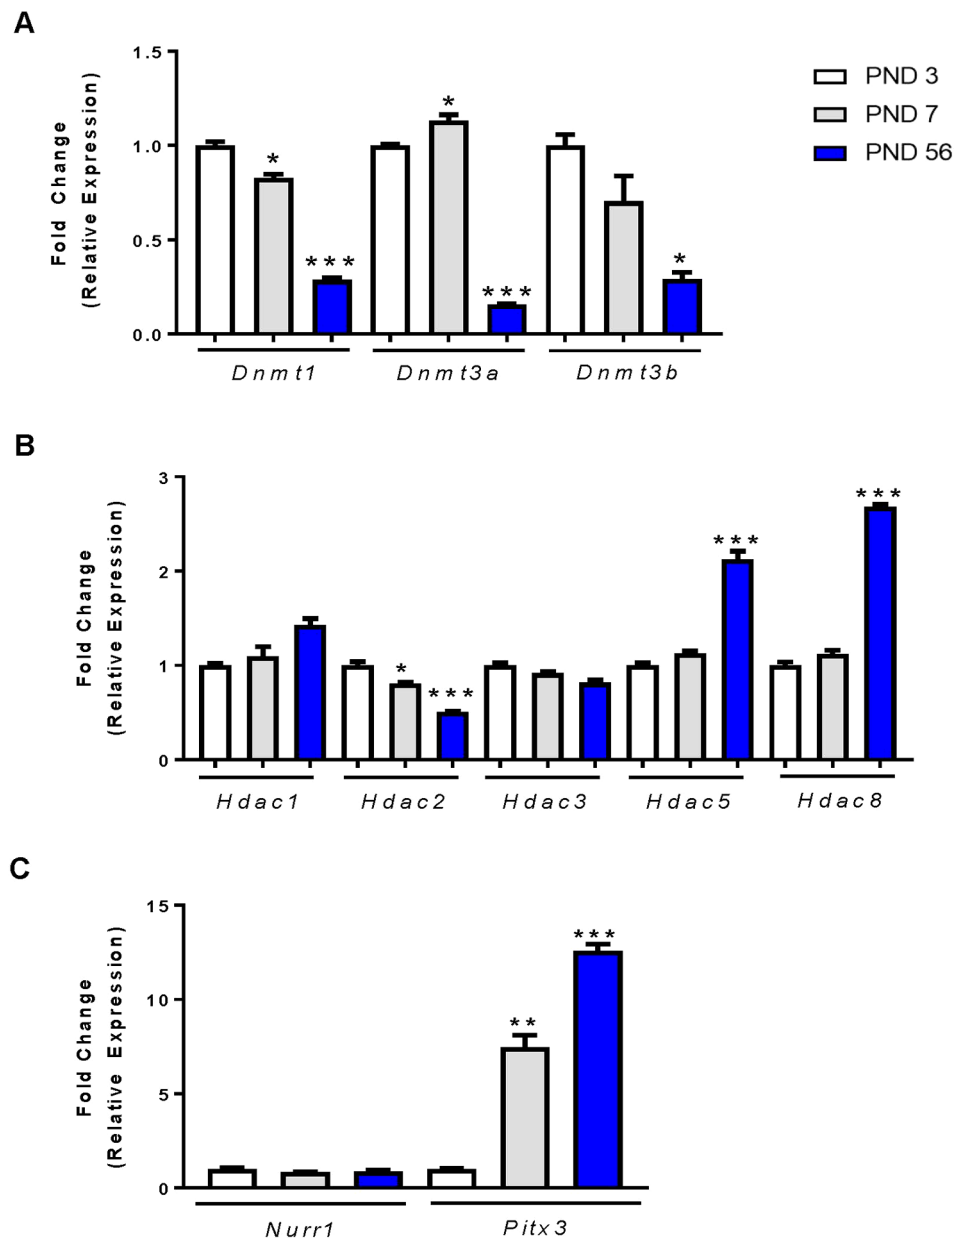 A
1.5
1.0
0.5
0.0
Fold Change
(Relative Expression)
* *** * *** *
Dnmt1 Dnmt3a Dnmt3b
PND 3
PND 7
PND 56
B
3
2
1
0
Fold Change
(Relative Expression)
* *** *** ***
Hdac1 Hdac2 Hdac3 Hdac5 Hdac8
C
15
10
5
0
Fold Change
(Relative Expression)
** ***
Nurr1 Pitx3